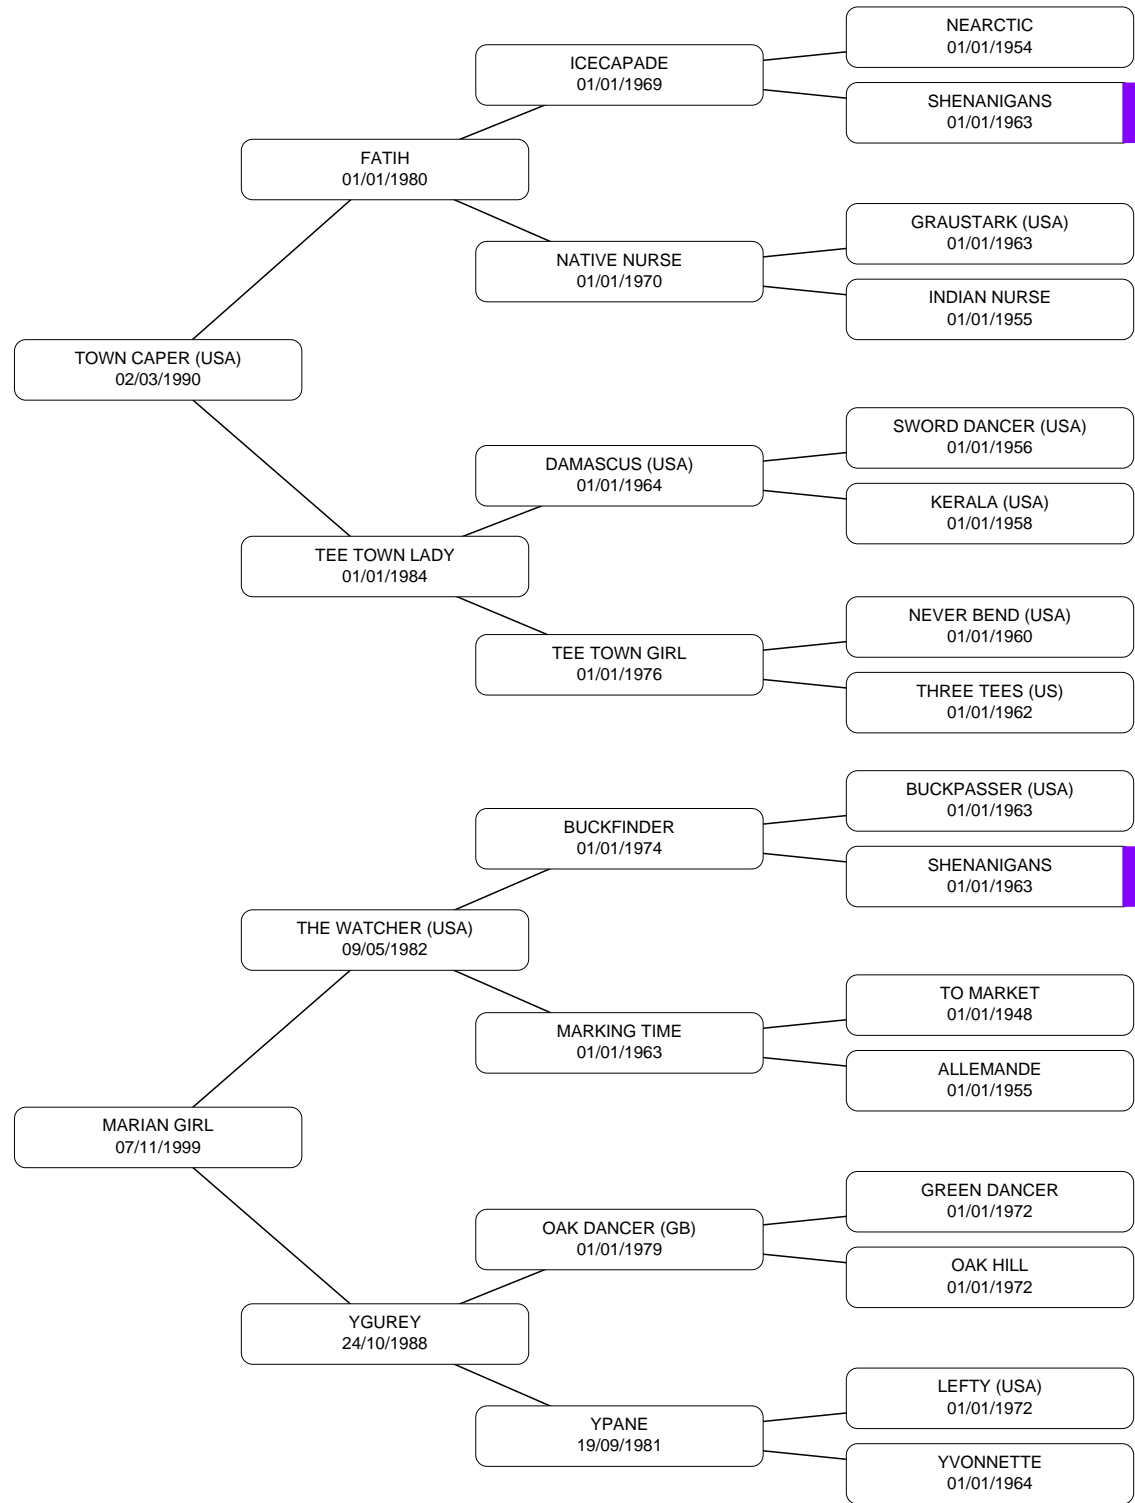 NEARCTIC
01/01/1954
ICECAPADE
01/01/1969
SHENANIGANS
01/01/1963
FATIH
01/01/1980
GRAUSTARK (USA)
01/01/1963
NATIVE NURSE
01/01/1970
INDIAN NURSE
01/01/1955
TOWN CAPER (USA)
02/03/1990
SWORD DANCER (USA)
01/01/1956
DAMASCUS (USA)
01/01/1964
KERALA (USA)
01/01/1958
TEE TOWN LADY
01/01/1984
NEVER BEND (USA)
01/01/1960
TEE TOWN GIRL
01/01/1976
THREE TEES (US)
01/01/1962
BUCKPASSER (USA)
01/01/1963
BUCKFINDER
01/01/1974
SHENANIGANS
01/01/1963
THE WATCHER (USA)
09/05/1982
TO MARKET
01/01/1948
MARKING TIME
01/01/1963
ALLEMANDE
01/01/1955
MARIAN GIRL
07/11/1999
GREEN DANCER
01/01/1972
OAK DANCER (GB)
01/01/1979
OAK HILL
01/01/1972
YGUREY
24/10/1988
LEFTY (USA)
01/01/1972
YPANE
19/09/1981
YVONNETTE
01/01/1964